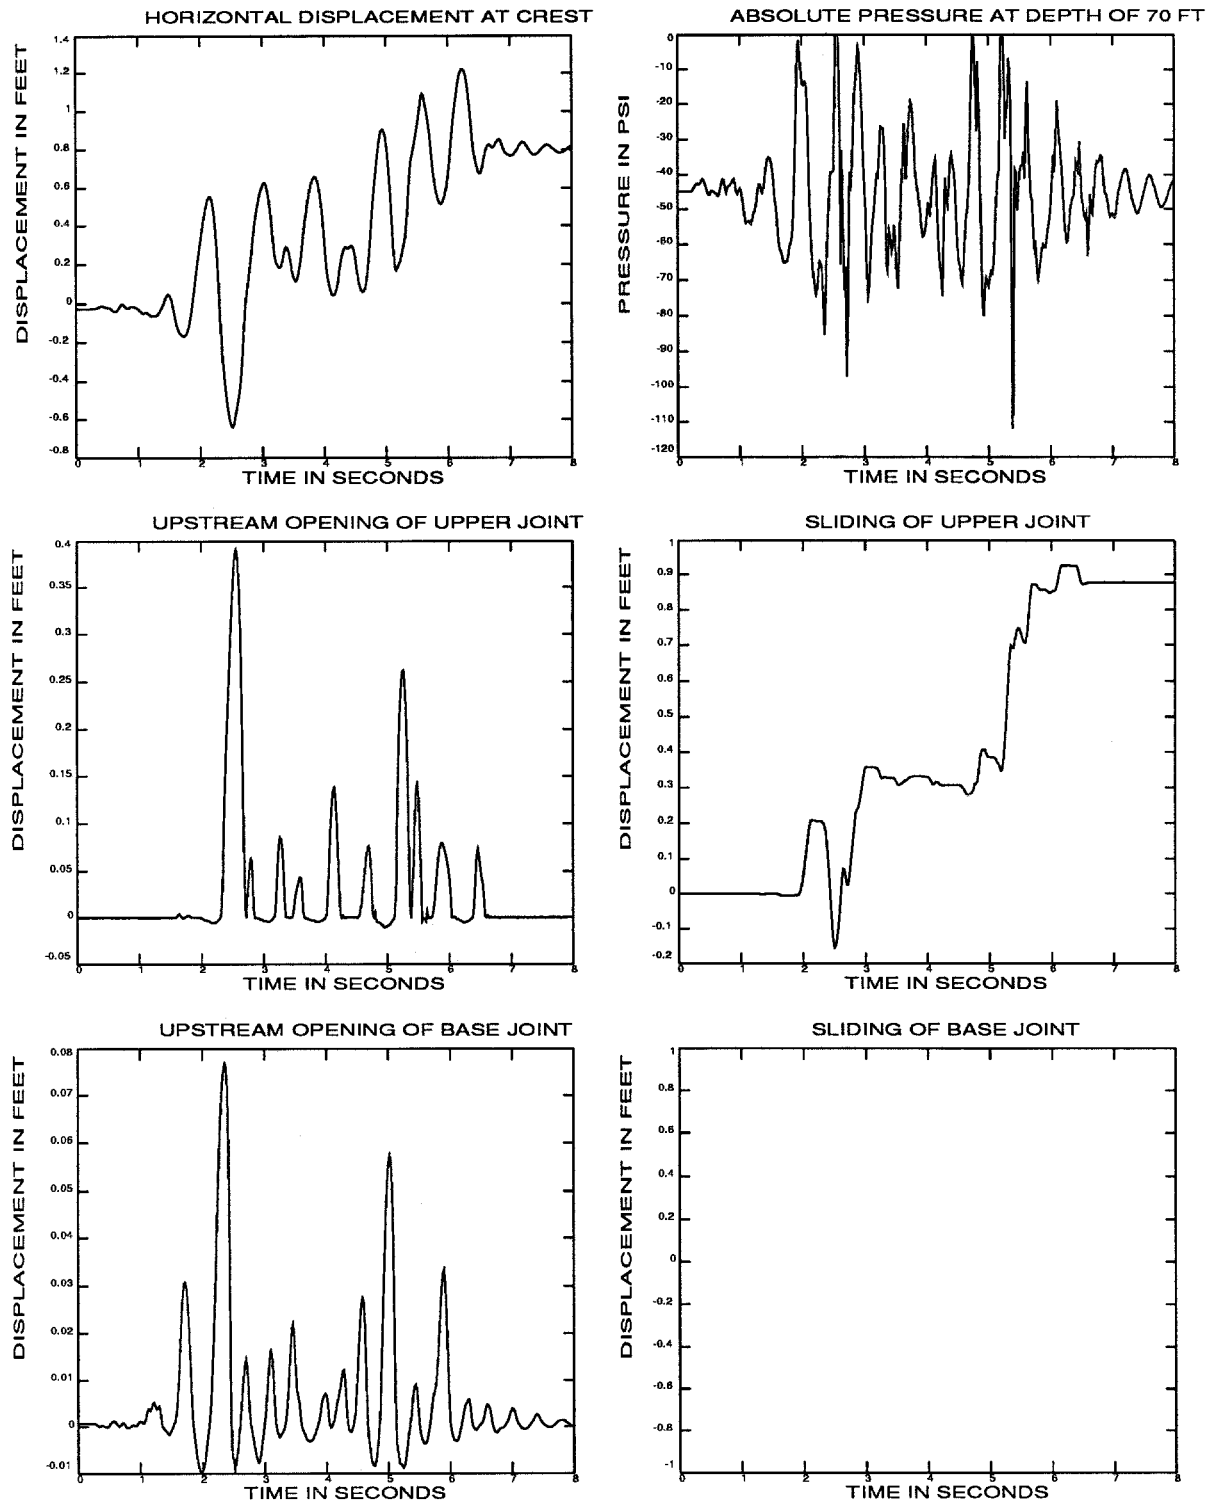 HORIZONTAL DISPLACEMENT AT CREST
DISPLACEMENT IN FEET
1.4
1.2
1
0.8
0.6
0.4
0.2
0
-0.2
-0.4
-0.6
-0.8
0 1 2 3 4 5 6 7 8
TIME IN SECONDS
ABSOLUTE PRESSURE AT DEPTH OF 70 FT
PRESSURE IN PSI
0
-10
-20
-30
-40
-50
-60
-70
-80
-90
-100
-110
-120
0 1 2 3 4 5 6 7 8
TIME IN SECONDS
UPSTREAM OPENING OF UPPER JOINT
DISPLACEMENT IN FEET
0.4
0.35
0.3
0.25
0.2
0.15
0.1
0.05
0
-0.05
0 1 2 3 4 5 6 7 8
TIME IN SECONDS
SLIDING OF UPPER JOINT
DISPLACEMENT IN FEET
1
0.9
0.8
0.7
0.6
0.5
0.4
0.3
0.2
0.1
0
-0.1
-0.2
0 1 2 3 4 5 6 7 8
TIME IN SECONDS
UPSTREAM OPENING OF BASE JOINT
DISPLACEMENT IN FEET
0.08
0.07
0.06
0.05
0.04
0.03
0.02
0.01
0
-0.01
0 1 2 3 4 5 6 7 8
TIME IN SECONDS
SLIDING OF BASE JOINT
DISPLACEMENT IN FEET
1
0.8
0.6
0.4
0.2
0
-0.2
-0.4
-0.6
-0.8
-1
0 1 2 3 4 5 6 7 8
TIME IN SECONDS